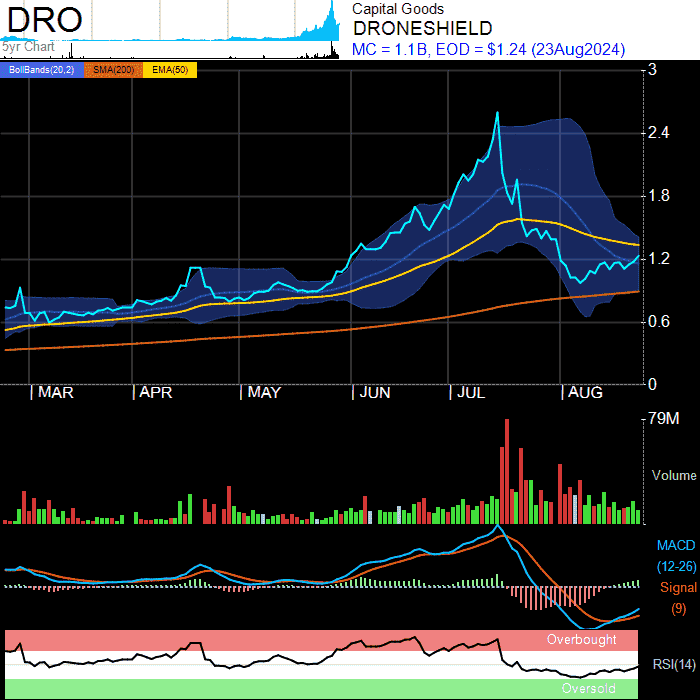 DRO
5yr Chart
Capital Goods
DRONESHIELD
MC = 1.1B, EOD = $1.24 (23Aug2024)
BollBands(20,2) SMA(200) EMA(50)
3
2.4
1.8
1.2
0.6
0
MAR APR MAY JUN JUL AUG
79M
Volume
MACD
(12-26)
Signal
(9)
Overbought
RSI(14)
Oversold